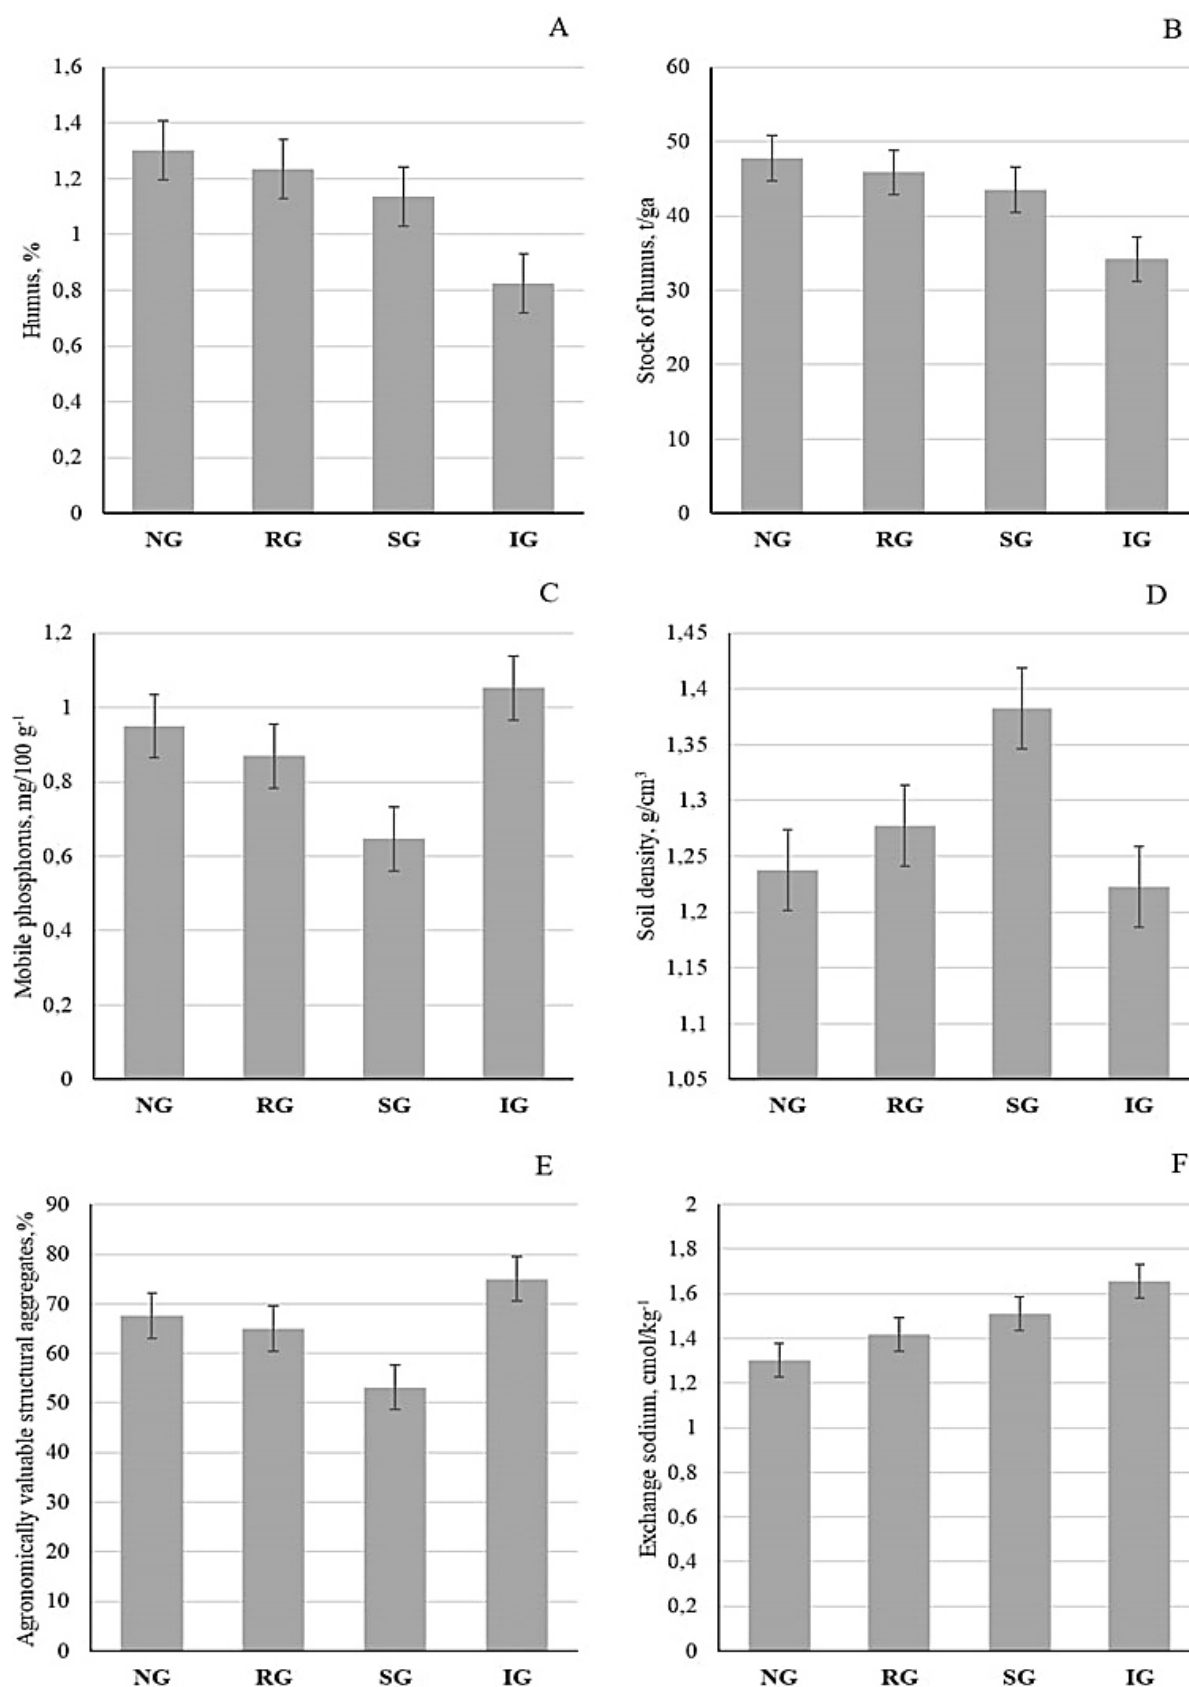 A
Humus, %
1,6
1,4
1,2
1
0,8
0,6
0,4
0,2
0
NG RG SG IG
B
Stock of humus, t/ga
60
50
40
30
20
10
0
NG RG SG IG
C
Mobile phosphorus, mg/100 g⁻¹
1,2
1
0,8
0,6
0,4
0,2
0
NG RG SG IG
D
Soil density, g/cm³
1,45
1,4
1,35
1,3
1,25
1,2
1,15
1,1
1,05
NG RG SG IG
E
Agronomically valuable structural aggregates,%
90
80
70
60
50
40
30
20
10
0
NG RG SG IG
F
Exchange sodium, cmol/kg⁻¹
2
1,8
1,6
1,4
1,2
1
0,8
0,6
0,4
0,2
0
NG RG SG IG